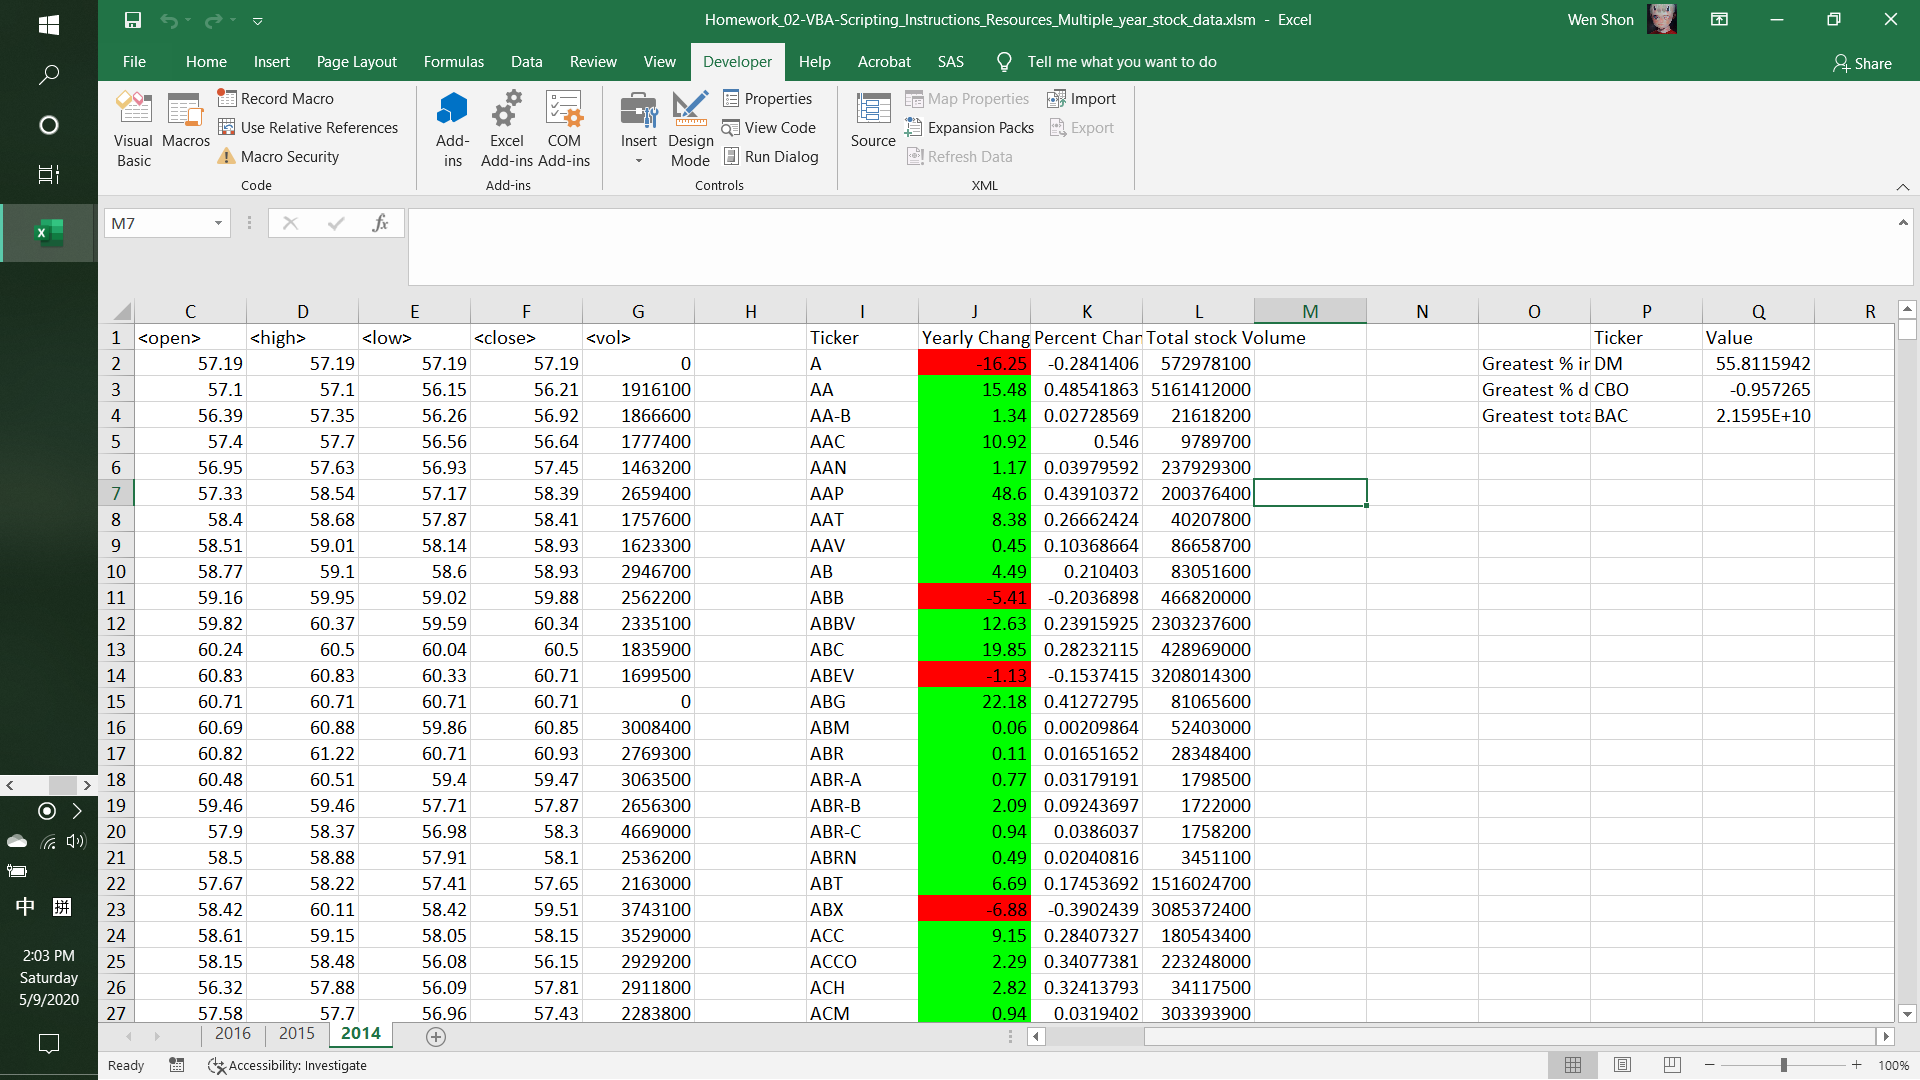 Homework_02-VBA-Scripting_Instructions_Resources_Multiple_year_stock_data.xlsm - Excel
Wen Shon
File Home Insert Page Layout Formulas Data Review View Developer Help Acrobat SAS Tell me what you want to do Share
Visual Basic
Macros
Record Macro
Use Relative References
Macro Security
Code
Add-ins
Excel Add-ins
COM Add-ins
Add-ins
Insert
Design Mode
Properties
View Code
Run Dialog
Controls
Source
Map Properties
Expansion Packs
Refresh Data
Import
Export
XML
M7
fx
C D E F G H I J K L M N O P Q R
1 <open> <high> <low> <close> <vol> Ticker Yearly Chang Percent Char Total stock Volume Ticker Value
2 57.19 57.19 57.19 57.19 0 A -16.25 -0.2841406 572978100 Greatest % ir DM 55.8115942
3 57.1 57.1 56.15 56.21 1916100 AA 15.48 0.48541863 5161412000 Greatest % d CBO -0.957265
4 56.39 57.35 56.26 56.92 1866600 AA-B 1.34 0.02728569 21618200 Greatest tota BAC 2.1595E+10
5 57.4 57.7 56.56 56.64 1777400 AAC 10.92 0.546 9789700
6 56.95 57.63 56.93 57.45 1463200 AAN 1.17 0.03979592 237929300
7 57.33 58.54 57.17 58.39 2659400 AAP 48.6 0.43910372 200376400
8 58.4 58.68 57.87 58.41 1757600 AAT 8.38 0.26662424 40207800
9 58.51 59.01 58.14 58.93 1623300 AAV 0.45 0.10368664 86658700
10 58.77 59.1 58.6 58.93 2946700 AB 4.49 0.210403 83051600
11 59.16 59.95 59.02 59.88 2562200 ABB -5.41 -0.2036898 466820000
12 59.82 60.37 59.59 60.34 2335100 ABBV 12.63 0.23915925 2303237600
13 60.24 60.5 60.04 60.5 1835900 ABC 19.85 0.28232115 428969000
14 60.83 60.83 60.33 60.71 1699500 ABEV -1.13 -0.1537415 3208014300
15 60.71 60.71 60.71 60.71 0 ABG 22.18 0.41272795 81065600
16 60.69 60.88 59.86 60.85 3008400 ABM 0.06 0.00209864 52403000
17 60.82 61.22 60.71 60.93 2769300 ABR 0.11 0.01651652 28348400
18 60.48 60.51 59.4 59.47 3063500 ABR-A 0.77 0.03179191 1798500
19 59.46 59.46 57.71 57.87 2656300 ABR-B 2.09 0.09243697 1722000
20 57.9 58.37 56.98 58.3 4669000 ABR-C 0.94 0.0386037 1758200
21 58.5 58.88 57.91 58.1 2536200 ABRN 0.49 0.02040816 3451100
22 57.67 58.22 57.41 57.65 2163000 ABT 6.69 0.17453692 1516024700
23 58.42 60.11 58.42 59.51 3743100 ABX -6.88 -0.3902439 3085372400
24 58.61 59.15 58.05 58.15 3529000 ACC 9.15 0.28407327 180543400
25 58.15 58.48 56.08 56.15 2929200 ACCO 2.29 0.34077381 223248000
26 56.32 57.88 56.09 57.81 2911800 ACH 2.82 0.32413793 34117500
27 57.58 57.7 56.96 57.43 2283800 ACM 0.94 0.0319402 303393900
2016 2015 2014
Ready Accessibility: Investigate 100%
中 拼
2:03 PM
Saturday
5/9/2020